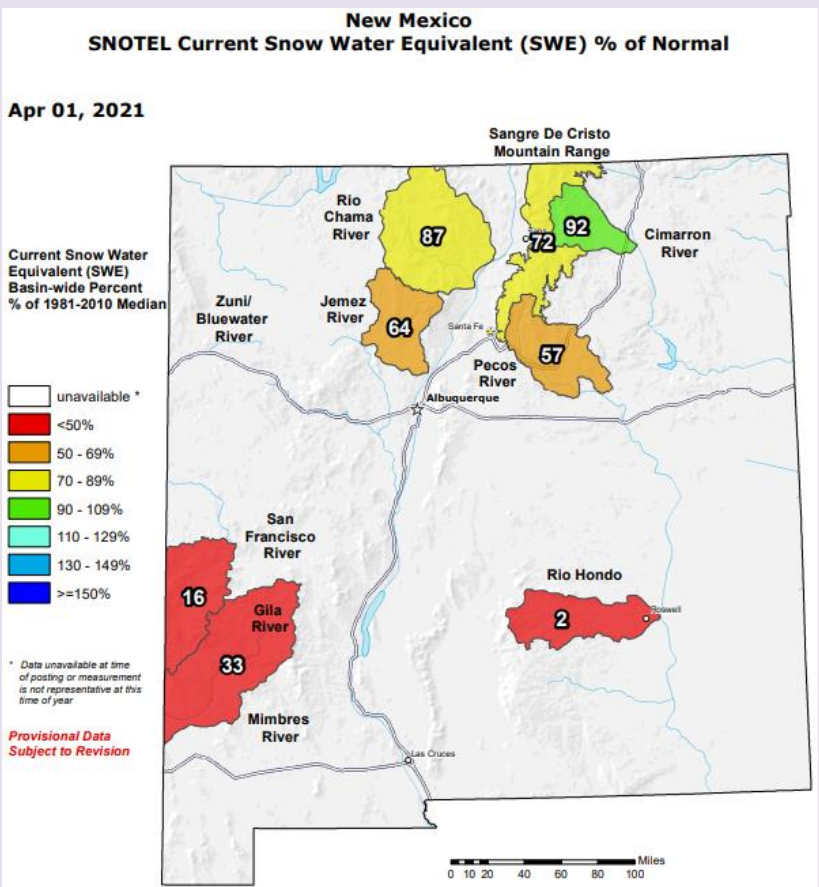 New Mexico
SNOTEL Current Snow Water Equivalent (SWE) % of Normal
Apr 01, 2021
Sangre De Cristo
Mountain Range
Rio
Chama
River
87
92
72
Cimarron
River
Current Snow Water
Equivalent (SWE)
Basin-wide Percent
% of 1981-2010 Median
Zuni/
Bluewater
River
Jemez
River
64
Santa Fe
57
Pecos
River
Albuquerque
unavailable *
<50%
50 - 69%
70 - 89%
90 - 109%
110 - 129%
130 - 149%
>=150%
San
Francisco
River
16
Gila
River
33
Rio Hondo
2
Roswell
* Data unavailable at time
of posting or measurement
is not representative at this
time of year
Provisional Data
Subject to Revision
Mimbres
River
Las Cruces
Miles
0 10 20 40 60 80 100